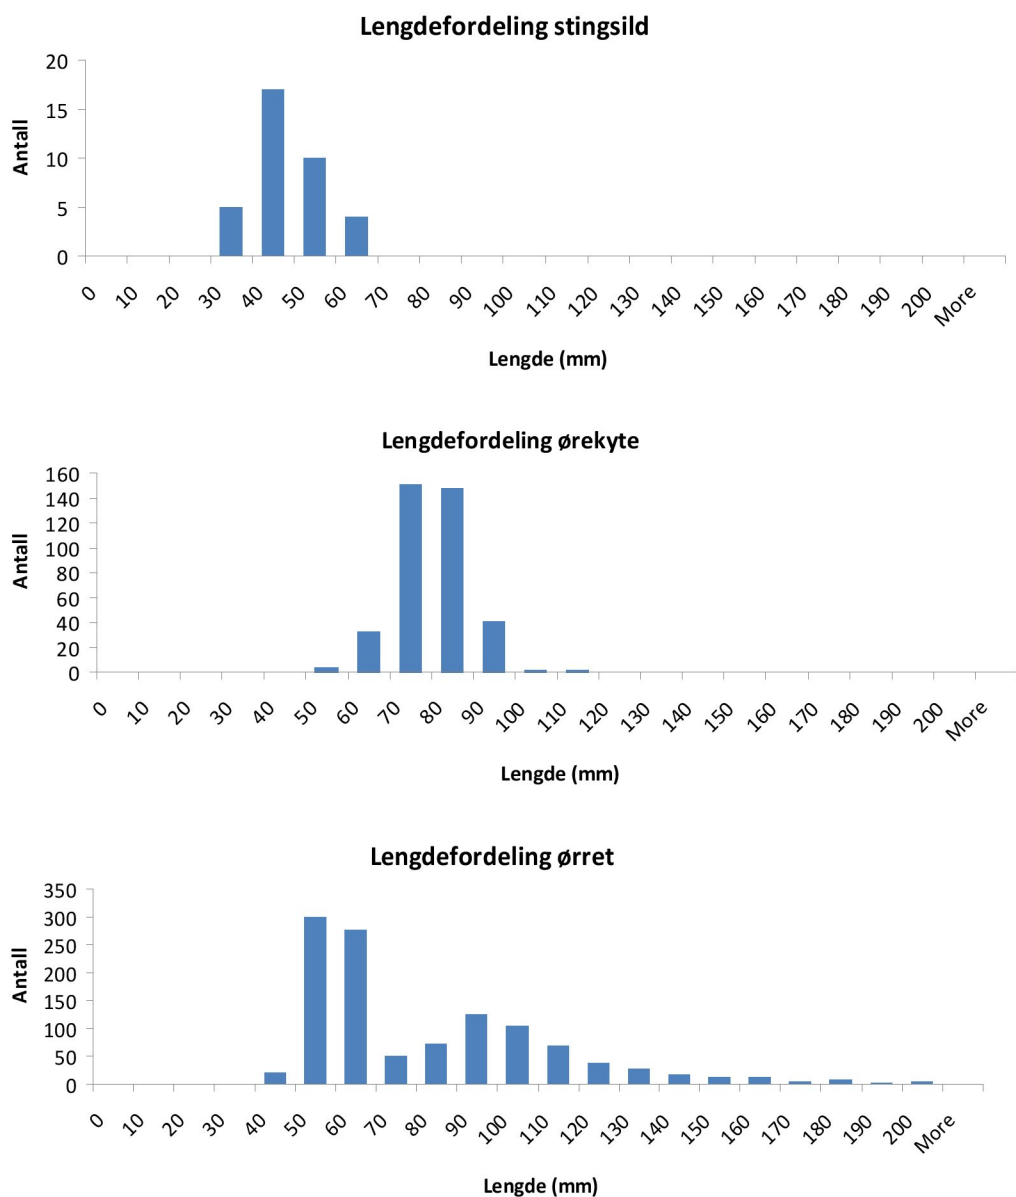 Lengdefordeling stingsild
20
15
10
5
0
Antall
0 10 20 30 40 50 60 70 80 90 100 110 120 130 140 150 160 170 180 190 200 More
Lengde (mm)
Lengdefordeling ørekyte
160
140
120
100
80
60
40
20
0
Antall
0 10 20 30 40 50 60 70 80 90 100 110 120 130 140 150 160 170 180 190 200 More
Lengde (mm)
Lengdefordeling ørret
350
300
250
200
150
100
50
0
Antall
0 10 20 30 40 50 60 70 80 90 100 110 120 130 140 150 160 170 180 190 200 More
Lengde (mm)